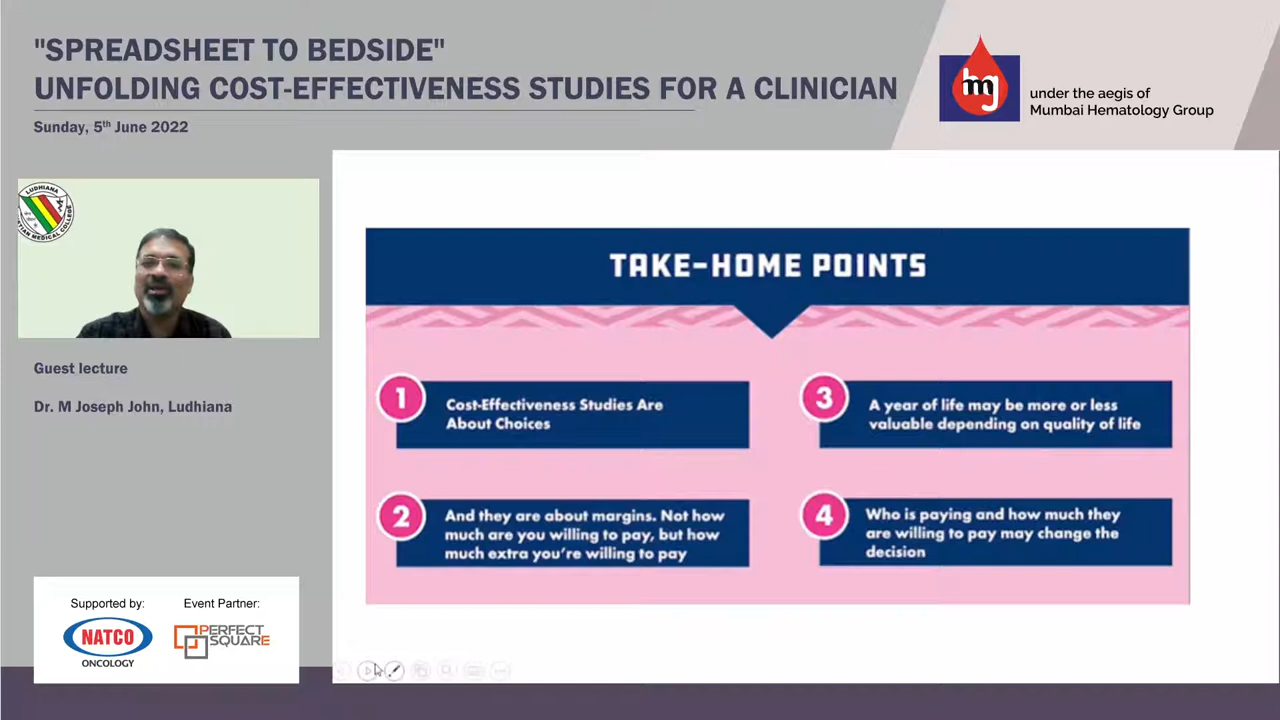 "SPREADSHEET TO BEDSIDE"
UNFOLDING COST-EFFECTIVENESS STUDIES FOR A CLINICIAN
Sunday, 5th June 2022
hmg
under the aegis of
Mumbai Hematology Group
LUDHIANA
MEDICAL COLLEGE
Guest lecture
Dr. M Joseph John, Ludhiana
Supported by:
Event Partner:
NATCO
ONCOLOGY
PERFECT
SQUARE
TAKE-HOME POINTS
1
Cost-Effectiveness Studies Are
About Choices
2
And they are about margins. Not how
much are you willing to pay, but how
much extra you're willing to pay
3
A year of life may be more or less
valuable depending on quality of life
4
Who is paying and how much they
are willing to pay may change the
decision